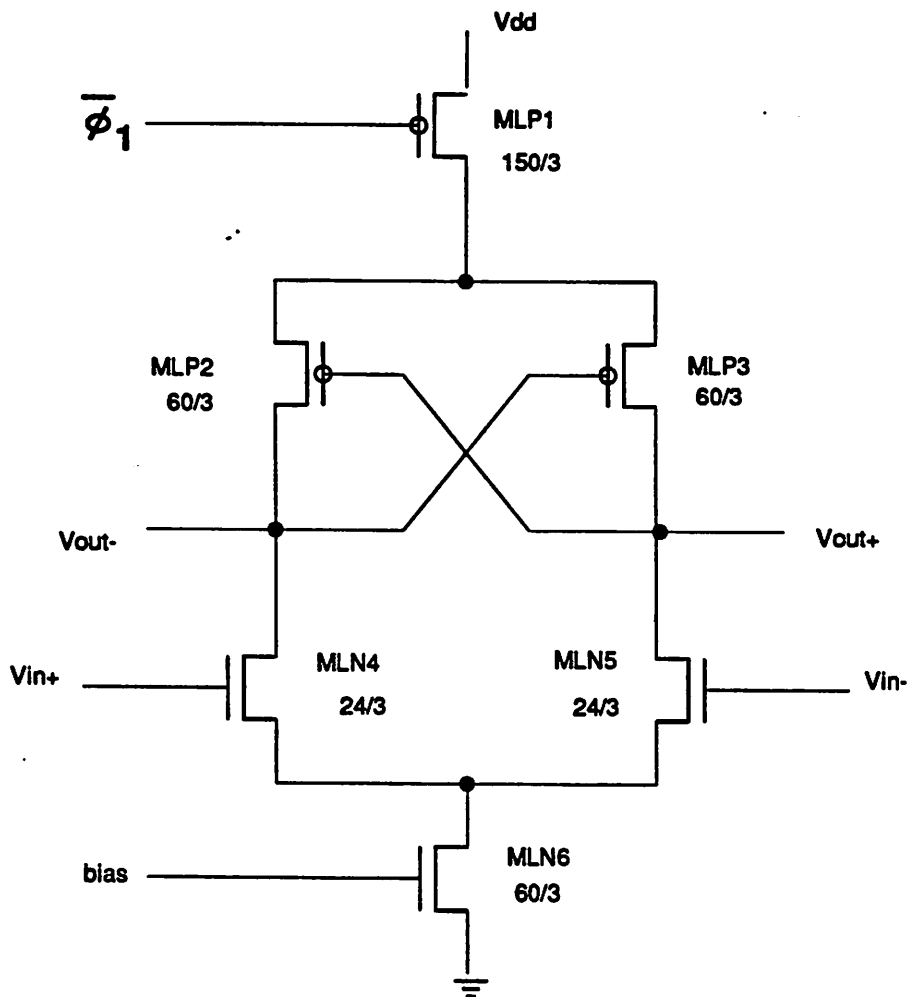 Vdd
ϕ̅1
MLP1
150/3
MLP2
60/3
MLP3
60/3
Vout-
Vcut+
Vin+
MLN4
24/3
MLN5
24/3
Vin-
bias
MLN6
60/3